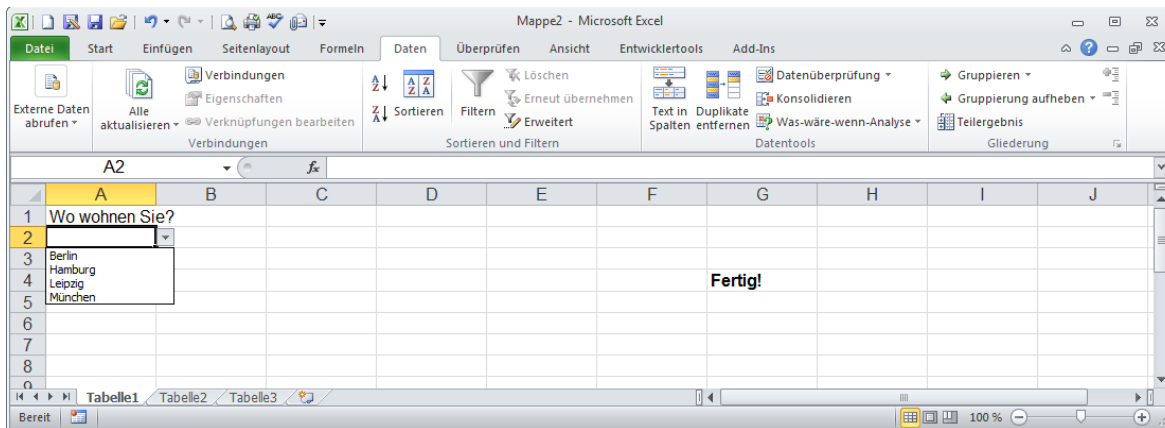 Mappe2 - Microsoft Excel
Datei Start Einfügen Seitenlayout Formeln Daten Überprüfen Ansicht Entwicklertools Add-Ins
Externe Daten abrufen
Alle aktualisieren
Verbindungen
Eigenschaften
Verknüpfungen bearbeiten
Verbindungen
Sortieren
Filtern
Löschen
Erneut übernehmen
Erweitert
Sortieren und Filtern
Text in Spalten
Duplikate entfernen
Datenüberprüfung
Konsolidieren
Was-wäre-wenn-Analyse
Datentools
Gruppieren
Gruppierung aufheben
Teilergebnis
Gliederung
A2 fx
A B C D E F G H I J
1 Wo wohnen Sie?
2
3 Berlin
Hamburg
4 Leipzig Fertig!
5 München
6
7
8
9
Tabelle1 Tabelle2 Tabelle3
Bereit 100 %